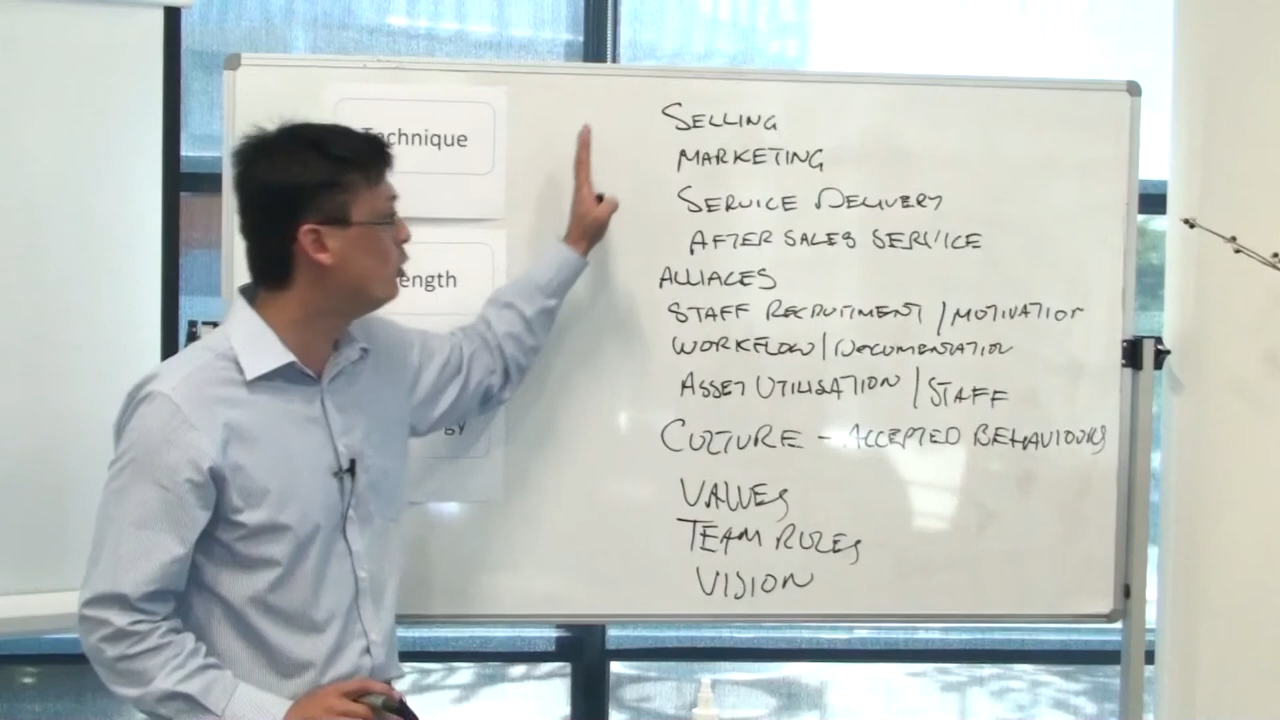 Technique
ength
gy
SELLING
MARKETING
SERVICE DELIVERY
AFTER SALES SERVICE
ALLIACES
STAFF RECRUITMENT / MOTIVATION
WORKFLOW / DOCUMENTATION
ASSET UTILISATION / STAFF
CULTURE - ACCEPTED BEHAVIOURS
VALUES
TEAM RULES
VISION